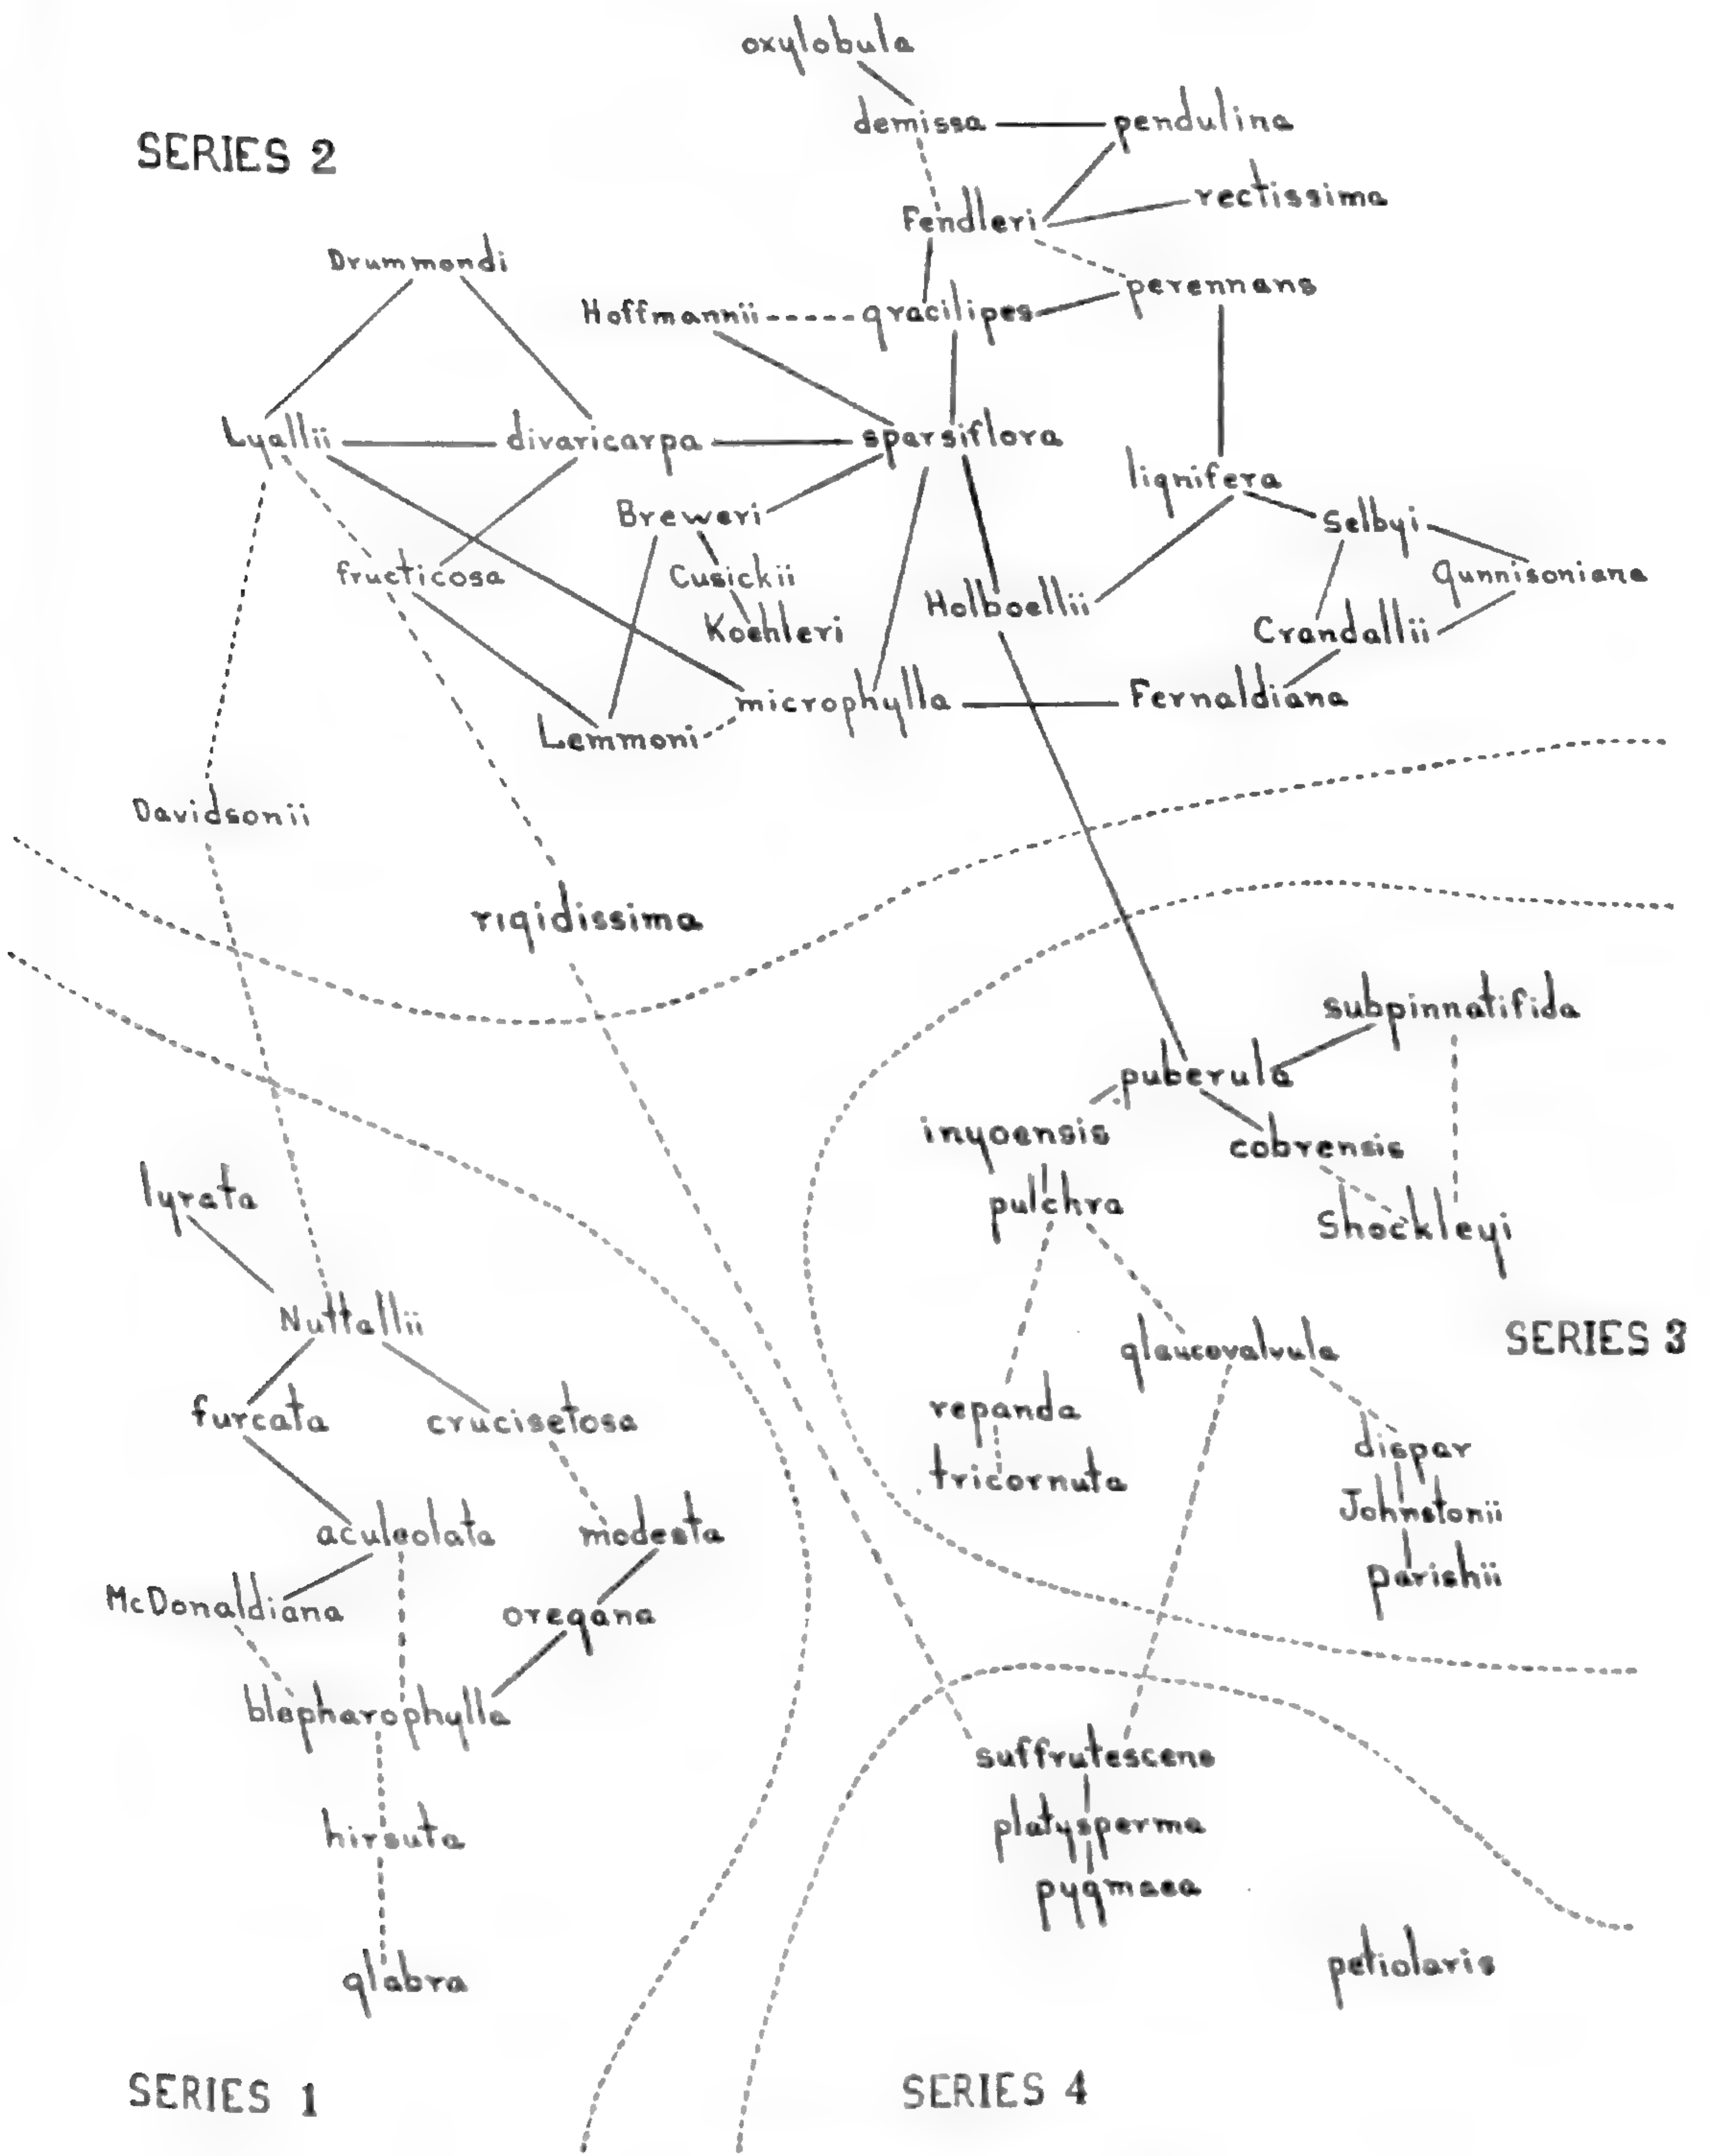 oxylobula
demissa
pendulina
SERIES 2
rectissima
Fendleri
Drummondi
perennans
Hoffmannii
gracilipes
Lyallii
divaricarpa
sparsiflora
lignifera
Breweri
Selbyi
fructicosa
Cusickii
Gunnisoniana
Holboellii
Koehleri
Crandallii
microphylla
Fernaldiana
Lemmoni
Davidsonii
rigidissima
subpinnatifida
puberula
inyoensis
cobrensis
lyrata
pulchra
Shockleyi
Nuttallii
SERIES 3
glaucovalvula
furcata
crucisetosa
repanda
dispar
tricornuta
Johnstonii
aculeolata
modesta
parishii
McDonaldiana
oregana
blepharophylla
suffrutescens
platysperma
hirsuta
pygmaea
petiolaris
glabra
SERIES 1
SERIES 4